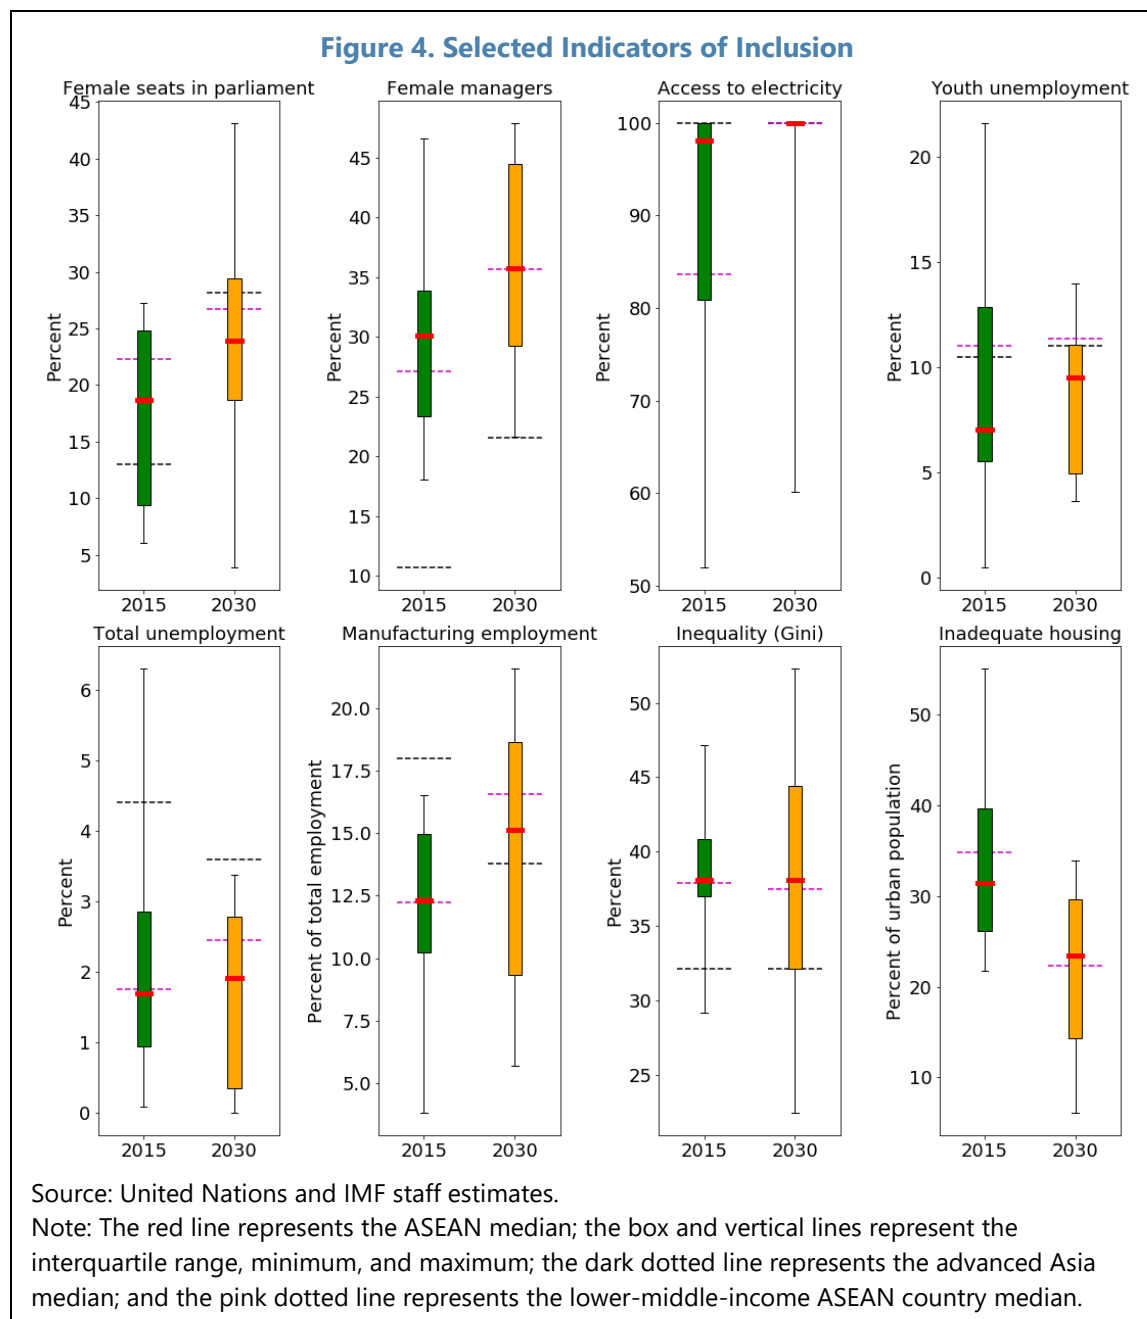 Figure 4. Selected Indicators of Inclusion
Female seats in parliament
Percent
45
40
35
30
25
20
15
10
5
2015 2030
Female managers
Percent
45
40
35
30
25
20
15
10
2015 2030
Access to electricity
Percent
100
90
80
70
60
50
2015 2030
Youth unemployment
Percent
20
15
10
5
0
2015 2030
Total unemployment
Percent
6
5
4
3
2
1
0
2015 2030
Manufacturing employment
Percent of total employment
20.0
17.5
15.0
12.5
10.0
7.5
5.0
2015 2030
Inequality (Gini)
Percent
50
45
40
35
30
25
2015 2030
Inadequate housing
Percent of urban population
50
40
30
20
10
2015 2030
Source: United Nations and IMF staff estimates.
Note: The red line represents the ASEAN median; the box and vertical lines represent the
interquartile range, minimum, and maximum; the dark dotted line represents the advanced Asia
median; and the pink dotted line represents the lower-middle-income ASEAN country median.